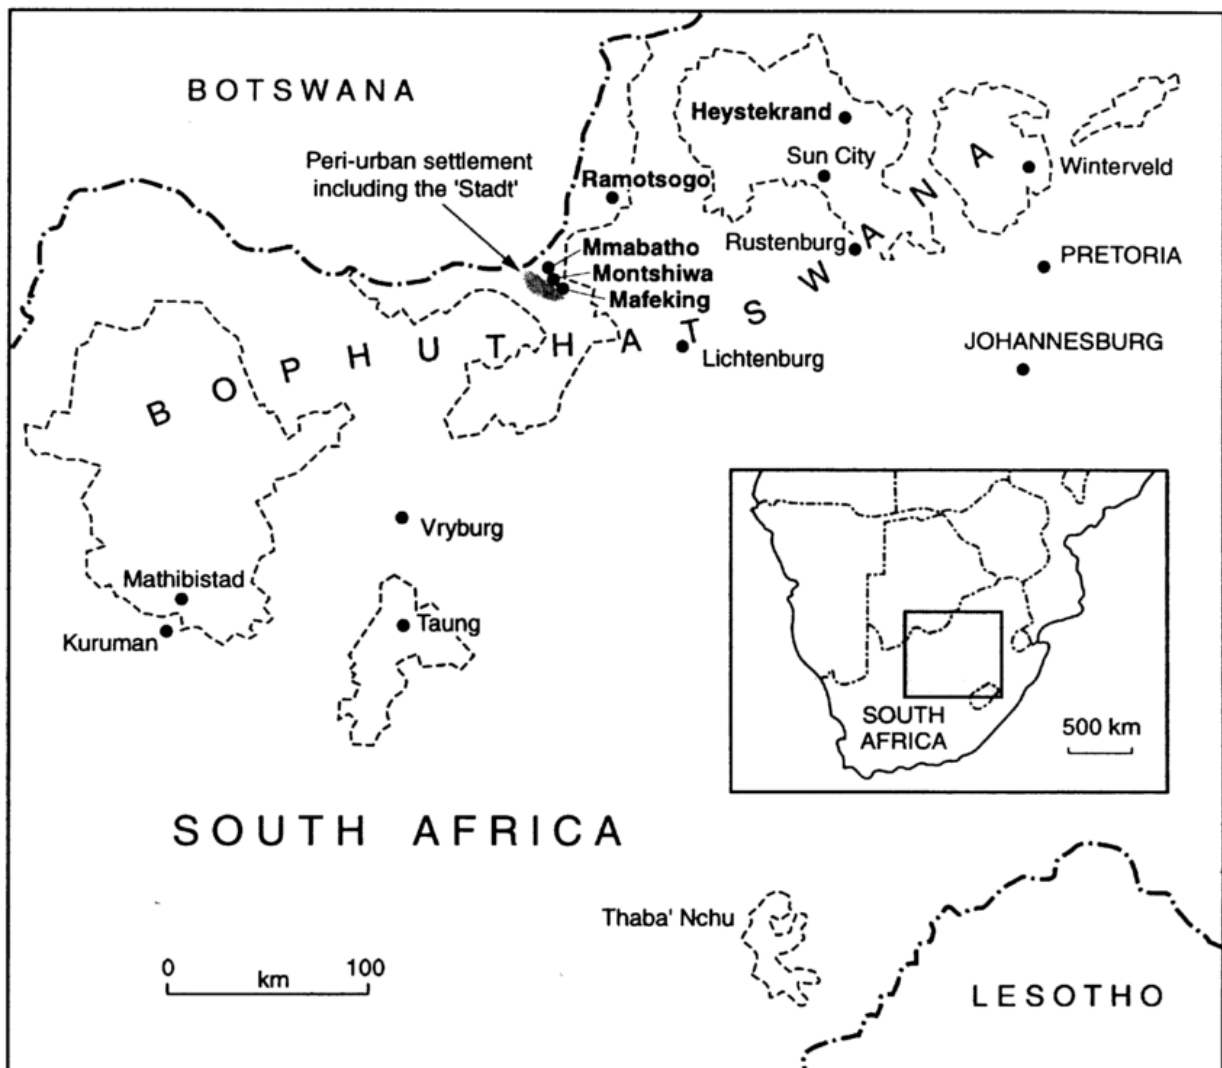 BOTSWANA
Peri-urban settlement
including the 'Stadt'
Heystekrand
Sun City
Winterveld
Ramotsogo
Rustenburg
Mmabatho
Montshiwa
Mafeking
PRETORIA
BOPHUTHATSWANA
Lichtenburg
JOHANNESBURG
Vryburg
Mathibistad
Kuruman
Taung
SOUTH
AFRICA
500 km
SOUTH AFRICA
Thaba' Nchu
0 100
km
LESOTHO